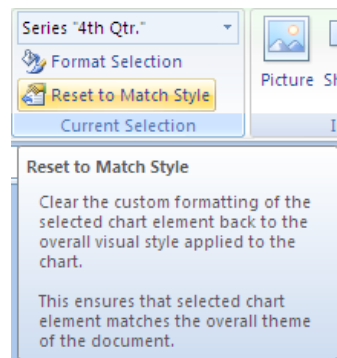 Series "4th Qtr."
Format Selection
Picture
Reset to Match Style
Current Selection
Reset to Match Style
Clear the custom formatting of the
selected chart element back to the
overall visual style applied to the
chart.
This ensures that selected chart
element matches the overall theme
of the document.